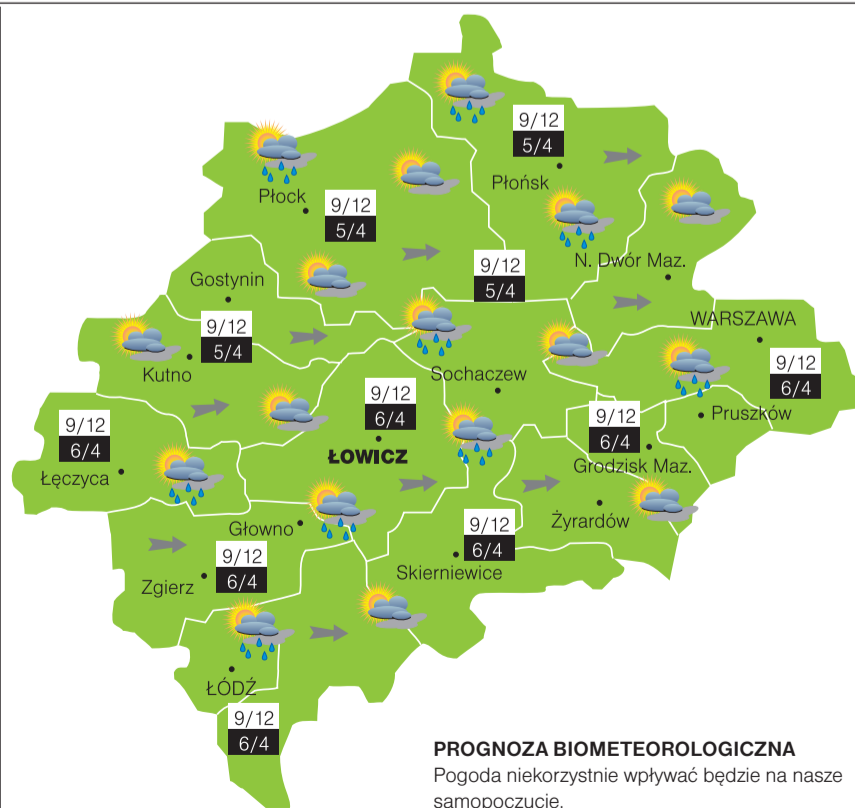 9/12
5/4
Płońsk
Płock
9/12
5/4
N. Dwór Maz.
9/12
5/4
Gostynin
WARSZAWA
9/12
5/4
Kutno
9/12
6/4
Sochaczew
9/12
6/4
Pruszków
9/12
6/4
Łęczyca
9/12
6/4
Grodzisk Maz.
ŁOWICZ
Żyrardów
Głowno
9/12
6/4
Skierniewice
9/12
6/4
Zgierz
ŁÓDŹ
9/12
6/4
PROGNOZA BIOMETEOROLOGICZNA
Pogoda niekorzystnie wpływać będzie na nasze
samopoczucie.